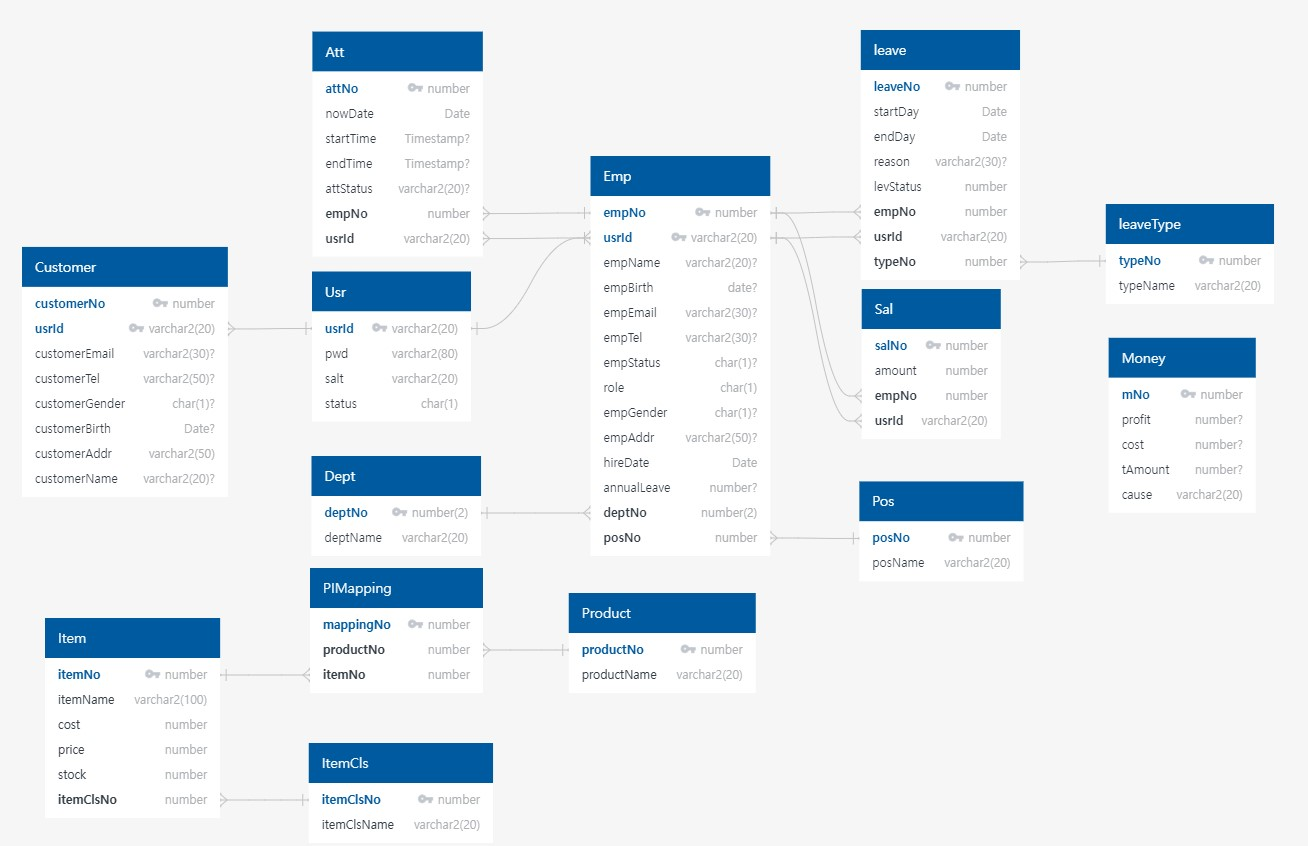 Att
attNo number
nowDate Date
startTime Timestamp?
endTime Timestamp?
attStatus varchar2(20)?
empNo number
usrId varchar2(20)
leave
leaveNo number
startDay Date
endDay Date
reason varchar2(30)?
levStatus number
empNo number
usrId varchar2(20)
typeNo number
Emp
empNo number
usrId varchar2(20)
empName varchar2(20)?
empBirth date?
empEmail varchar2(30)?
empTel varchar2(30)?
empStatus char(1)?
role char(1)
empGender char(1)?
empAddr varchar2(50)?
hireDate Date
annualLeave number?
deptNo number(2)
posNo number
leaveType
typeNo number
typeName varchar2(20)
Customer
customerNo number
usrId varchar2(20)
customerEmail varchar2(30)?
customerTel varchar2(50)?
customerGender char(1)?
customerBirth Date?
customerAddr varchar2(50)
customerName varchar2(20)?
Usr
usrId varchar2(20)
pwd varchar2(80)
salt varchar2(20)
status char(1)
Sal
salNo number
amount number
empNo number
usrId varchar2(20)
Money
mNo number
profit number?
cost number?
tAmount number?
cause varchar2(20)
Dept
deptNo number(2)
deptName varchar2(20)
Pos
posNo number
posName varchar2(20)
PIMapping
mappingNo number
productNo number
itemNo number
Product
productNo number
productName varchar2(20)
Item
itemNo number
itemName varchar2(100)
cost number
price number
stock number
itemClsNo number
ItemCls
itemClsNo number
itemClsName varchar2(20)